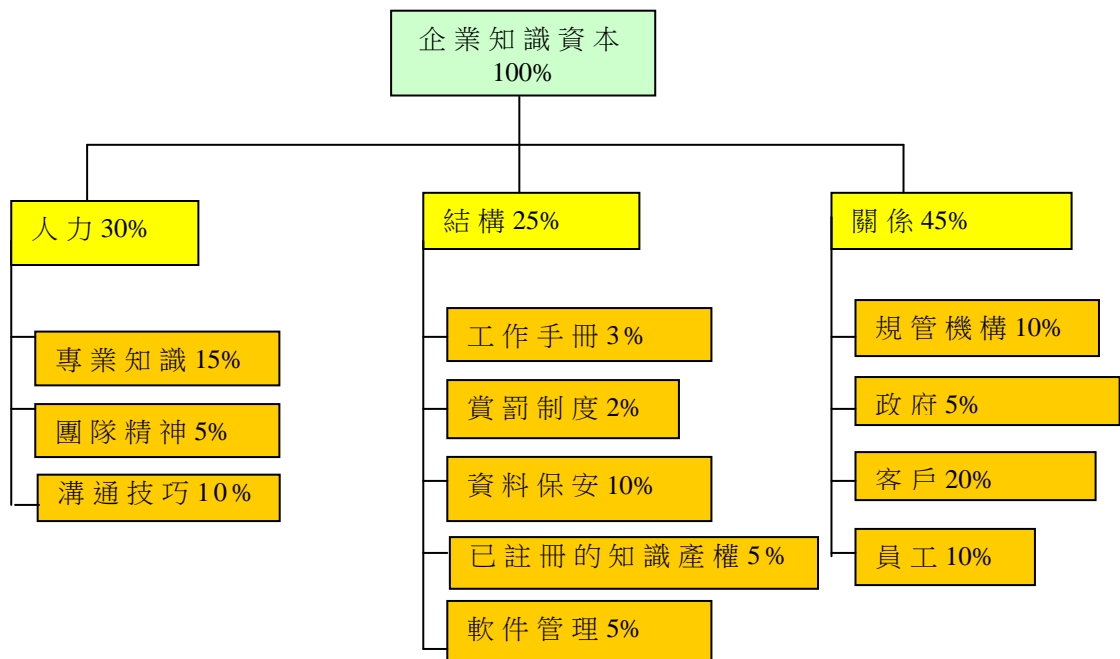 企業知識資本
100%
人力 30%
專業知識 15%
團隊精神 5%
溝通技巧 10%
結構 25%
工作手冊 3%
賞罰制度 2%
資料保安 10%
已註冊的知識產權 5%
軟件管理 5%
關係 45%
規管機構 10%
政府 5%
客戶 20%
員工 10%